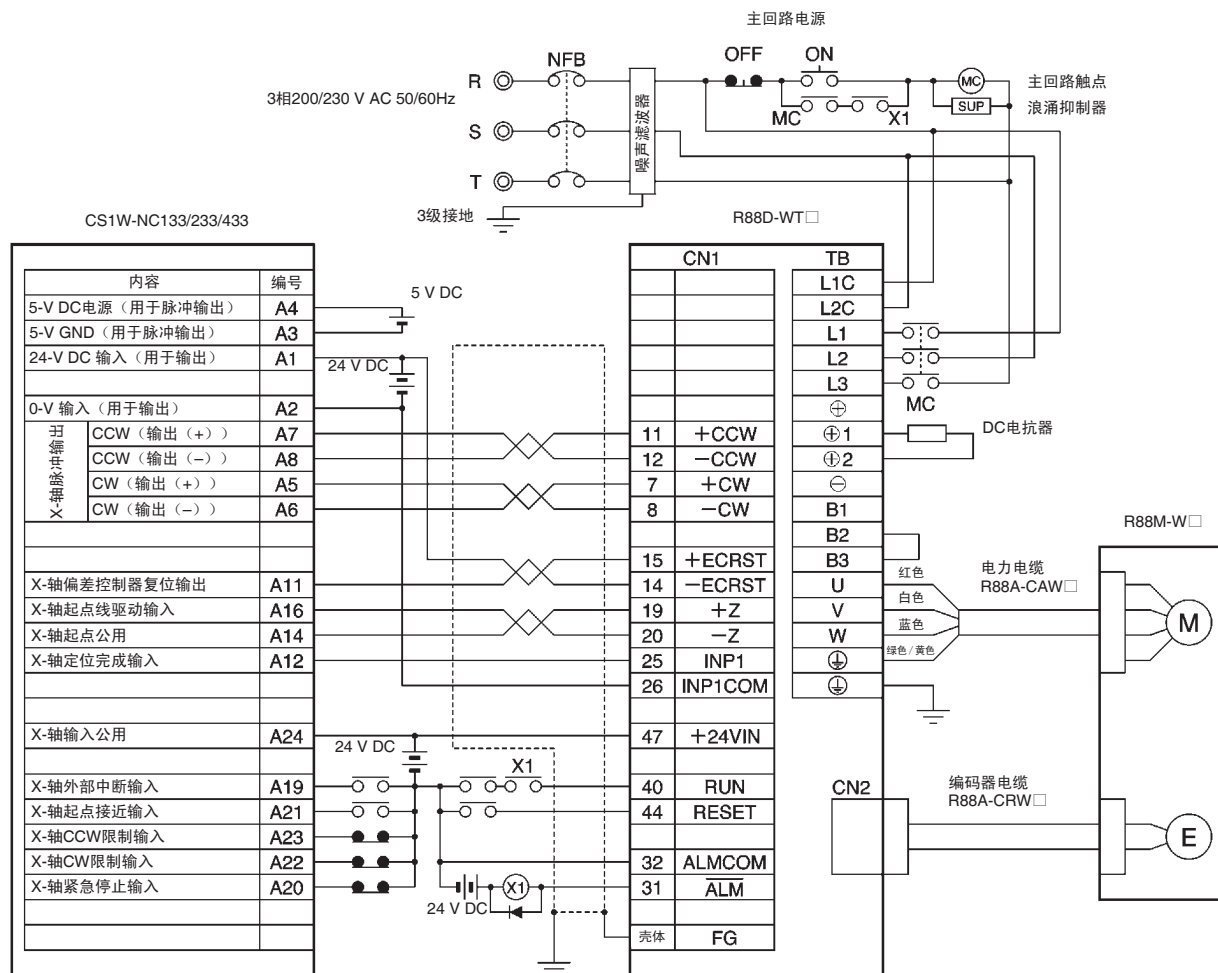 主回路电源
OFF ON
NFB
R
3相200/230 V AC 50/60Hz
S
T
噪声滤波器
MC
主回路触点
SUP
浪涌抑制器
MC X1
3级接地
CS1W-NC133/233/433
R88D-WT□
内容 编号
5-V DC电源（用于脉冲输出） A4
5-V GND（用于脉冲输出） A3
24-V DC 输入（用于输出） A1
0-V 输入（用于输出） A2
X-轴脉冲输出
CCW（输出（+）） A7
CCW（输出（–）） A8
CW（输出（+）） A5
CW（输出（–）） A6
X-轴偏差控制器复位输出 A11
X-轴起点线驱动输入 A16
X-轴起点公用 A14
X-轴定位完成输入 A12
X-轴输入公用 A24
X-轴外部中断输入 A19
X-轴起点接近输入 A21
X-轴CCW限制输入 A23
X-轴CW限制输入 A22
X-轴紧急停止输入 A20
5 V DC
24 V DC
24 V DC
X1
X1
24 V DC
CN1
11 +CCW
12 −CCW
7 +CW
8 −CW
15 +ECRST
14 −ECRST
19 +Z
20 −Z
25 INP1
26 INP1COM
47 +24VIN
40 RUN
44 RESET
32 ALMCOM
31 A̅L̅M̅
壳体 FG
TB
L1C
L2C
L1
L2
L3
⊕
⊕1
⊕2
⊖
B1
B2
B3
U
V
W
MC
DC电抗器
红色
白色
蓝色
绿色/黄色
电力电缆
R88A-CAW□
R88M-W□
M
CN2
编码器电缆
R88A-CRW□
E